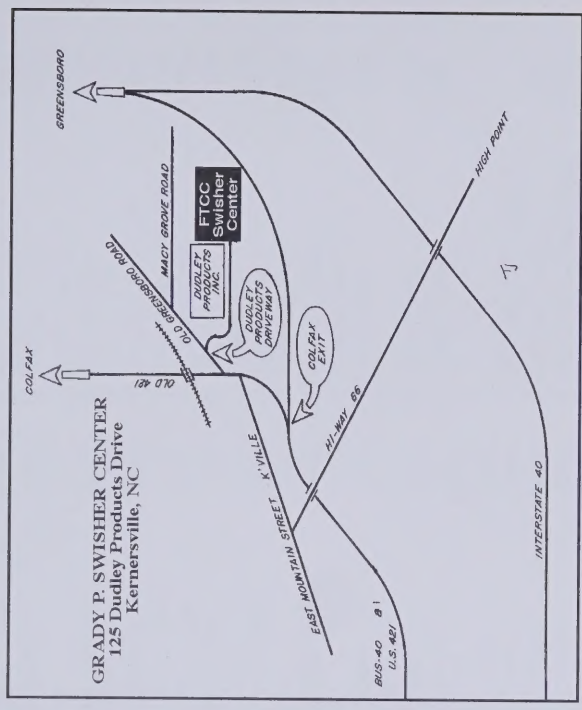 GRADY P. SWISHER CENTER
125 Dudley Products Drive
Kernersville, NC
COLFAX
GREENSBORO
OLD 421
OLD GREENSBORO ROAD
MACY GROVE ROAD
DUDLEY
PRODUCTS
INC.
FTCC
Swisher
Center
DUDLEY
PRODUCTS
DRIVEWAY
COLFAX
EXIT
EAST MOUNTAIN STREET K'VILLE
HI-WAY 66
HIGH POINT
BUS-40 &
U.S. 421
INTERSTATE 40
TJ